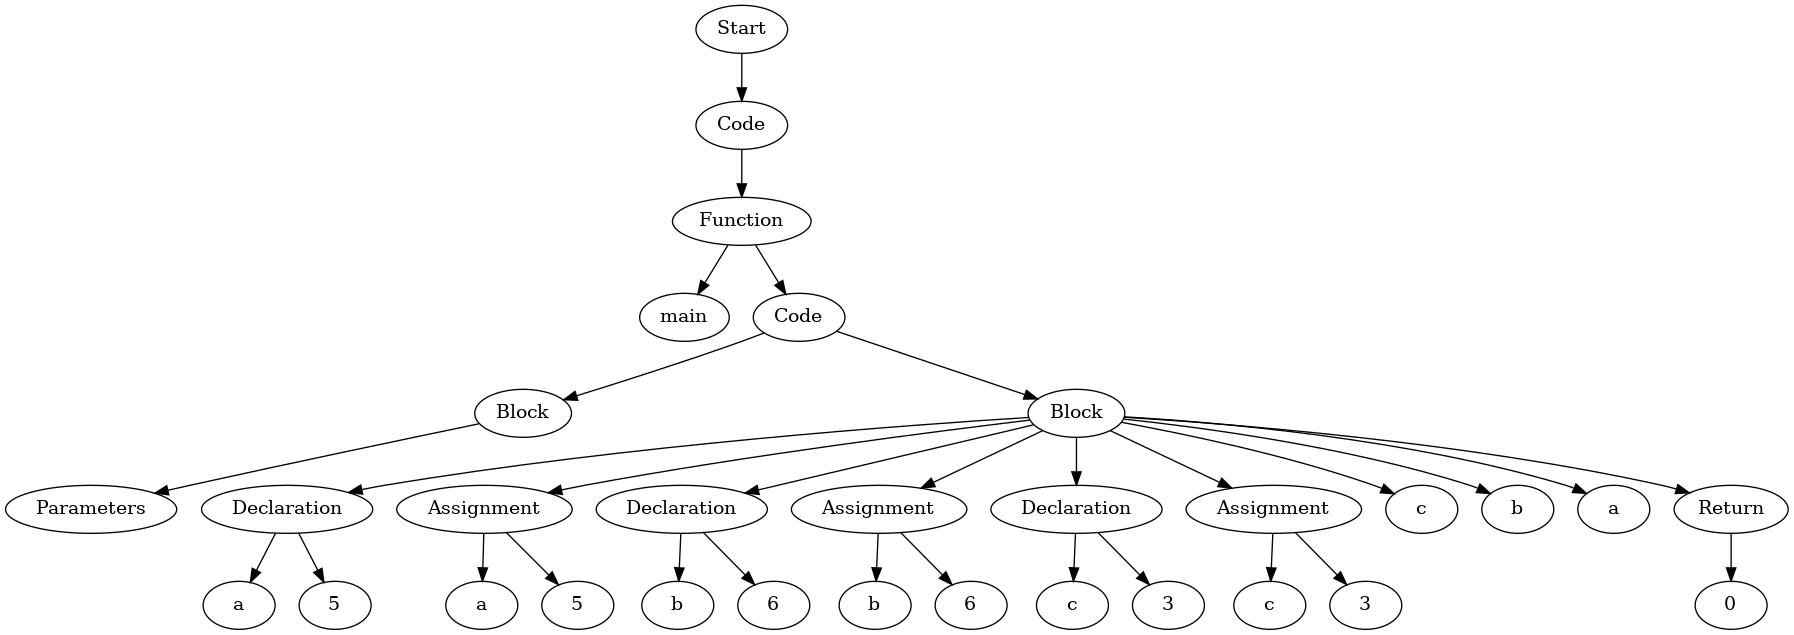 Start
Code
Function
main Code
Block Block
Parameters Declaration Assignment Declaration Assignment Declaration Assignment c b a Return
a 5 a 5 b 6 b 6 c 3 c 3 0